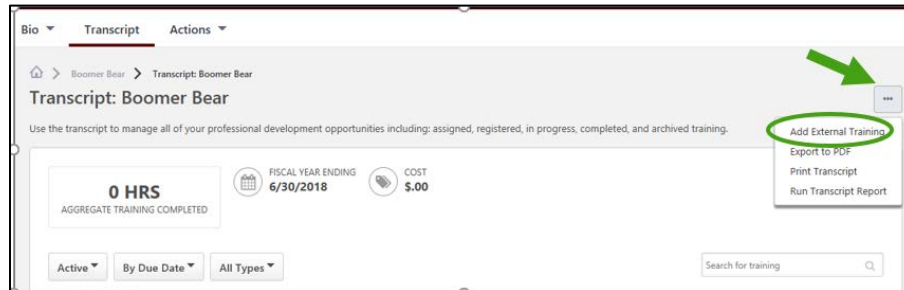 Bio Transcript Actions
Boomer Bear Transcript: Boomer Bear
Transcript: Boomer Bear
...
Use the transcript to manage all of your professional development opportunities including: assigned, registered, in progress, completed, and archived training.
Add External Training
Export to PDF
Print Transcript
Run Transcript Report
0 HRS
AGGREGATE TRAINING COMPLETED
FISCAL YEAR ENDING
6/30/2018
COST
$.00
Active By Due Date All Types Search for training